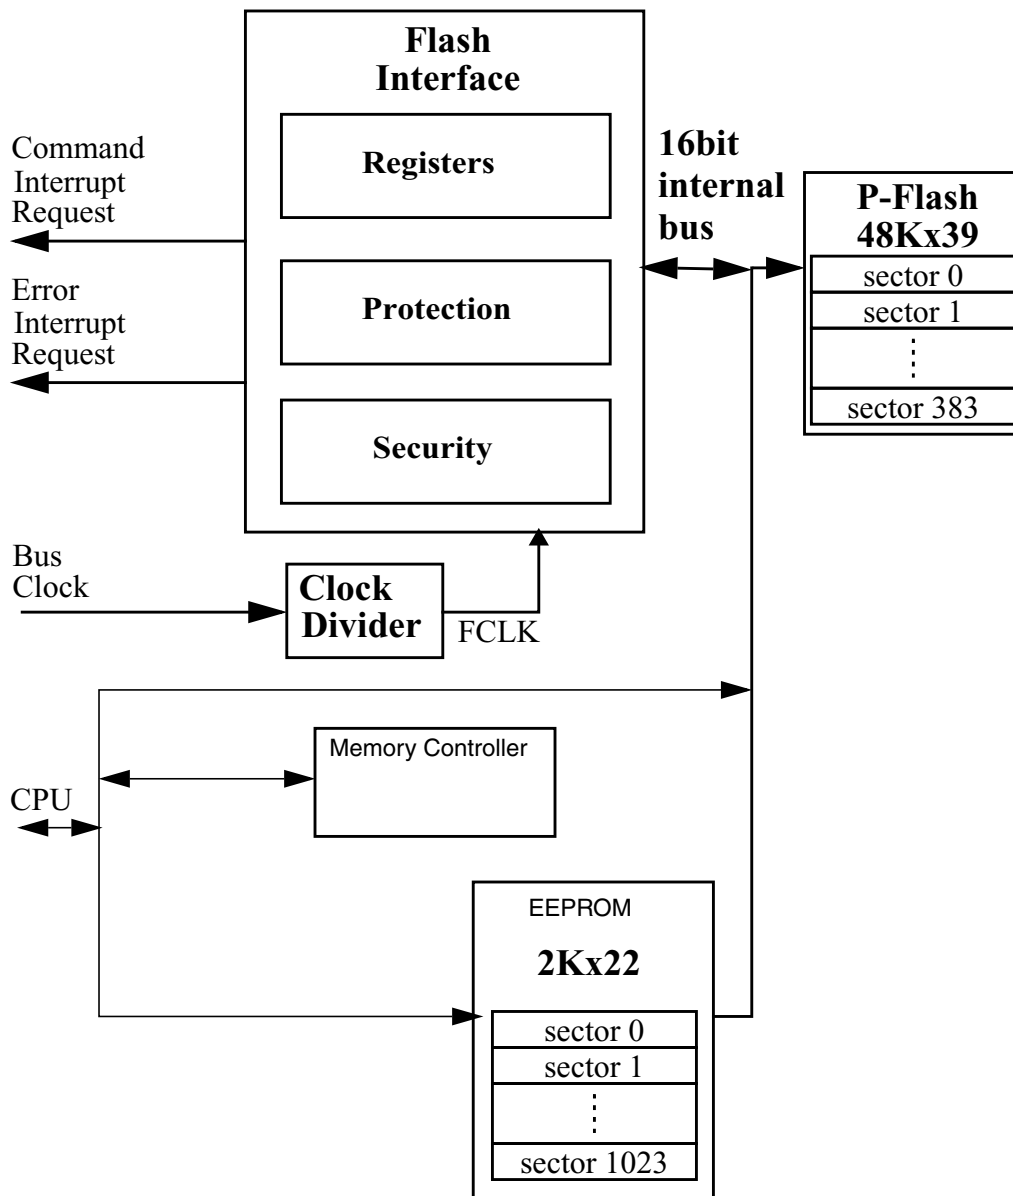 Flash
Interface
Registers
Protection
Security
Command
Interrupt
Request
Error
Interrupt
Request
16bit
internal
bus
P-Flash
48Kx39
sector 0
sector 1
sector 383
Bus
Clock
Clock
Divider
FCLK
Memory Controller
CPU
EEPROM
2Kx22
sector 0
sector 1
sector 1023